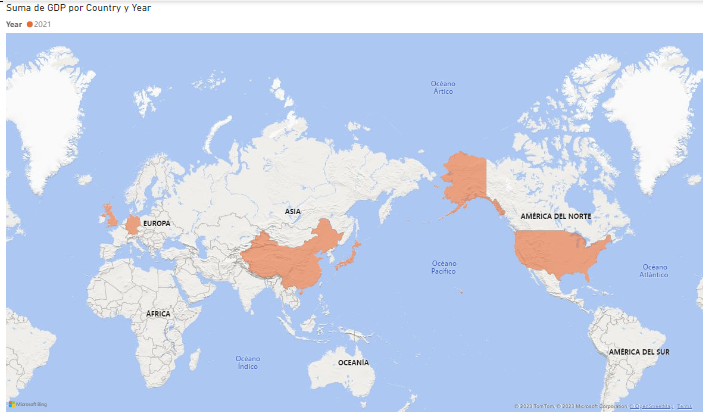 Suma de GDP por Country y Year
Year 2021
Océano
Ártico
ASIA
EUROPA
AMÉRICA DEL NORTE
Océano
Pacífico
Océano
Atlántico
ÁFRICA
Océano
Índico
OCEANÍA
AMÉRICA DEL SUR
Microsoft Bing
© 2023 TomTom, © 2023 Microsoft Corporation, © OpenStreetMap Terms